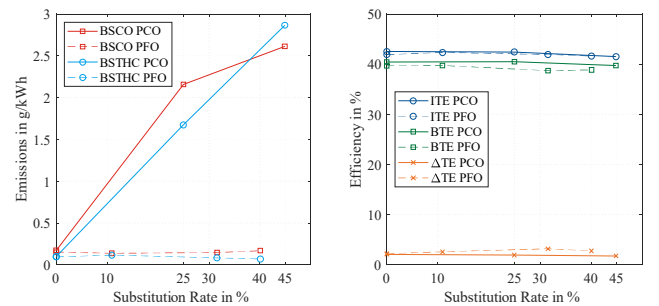 3
2.5
2
1.5
1
0.5
0
Emissions in g/kWh
BSCO PCO
BSCO PFO
BSTHC PCO
BSTHC PFO
0 10 25 40 45
Substitution Rate in %
50
40
30
20
10
0
Efficiency in %
ITE PCO
ITE PFO
BTE PCO
BTE PFO
ΔTE PCO
ΔTE PFO
0 10 25 30 40 45
Substitution Rate in %